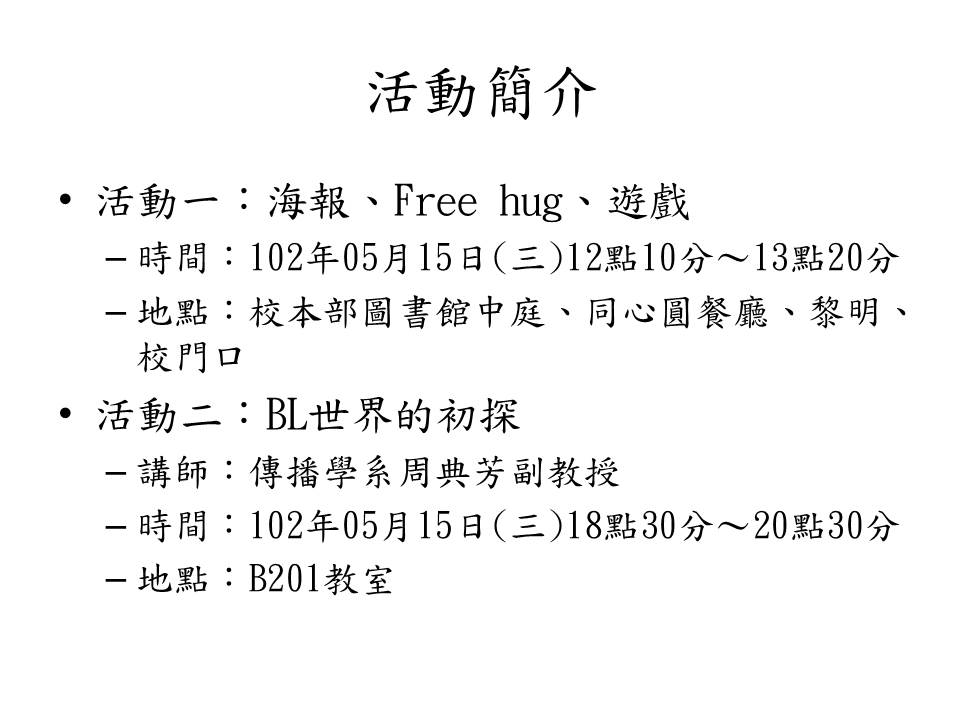 活動簡介
• 活動一：海報、Free hug、遊戲
– 時間：102年05月15日(三)12點10分～13點20分
– 地點：校本部圖書館中庭、同心圓餐廳、黎明、
校門口
• 活動二：BL世界的初探
– 講師：傳播學系周典芳副教授
– 時間：102年05月15日(三)18點30分～20點30分
– 地點：B201教室